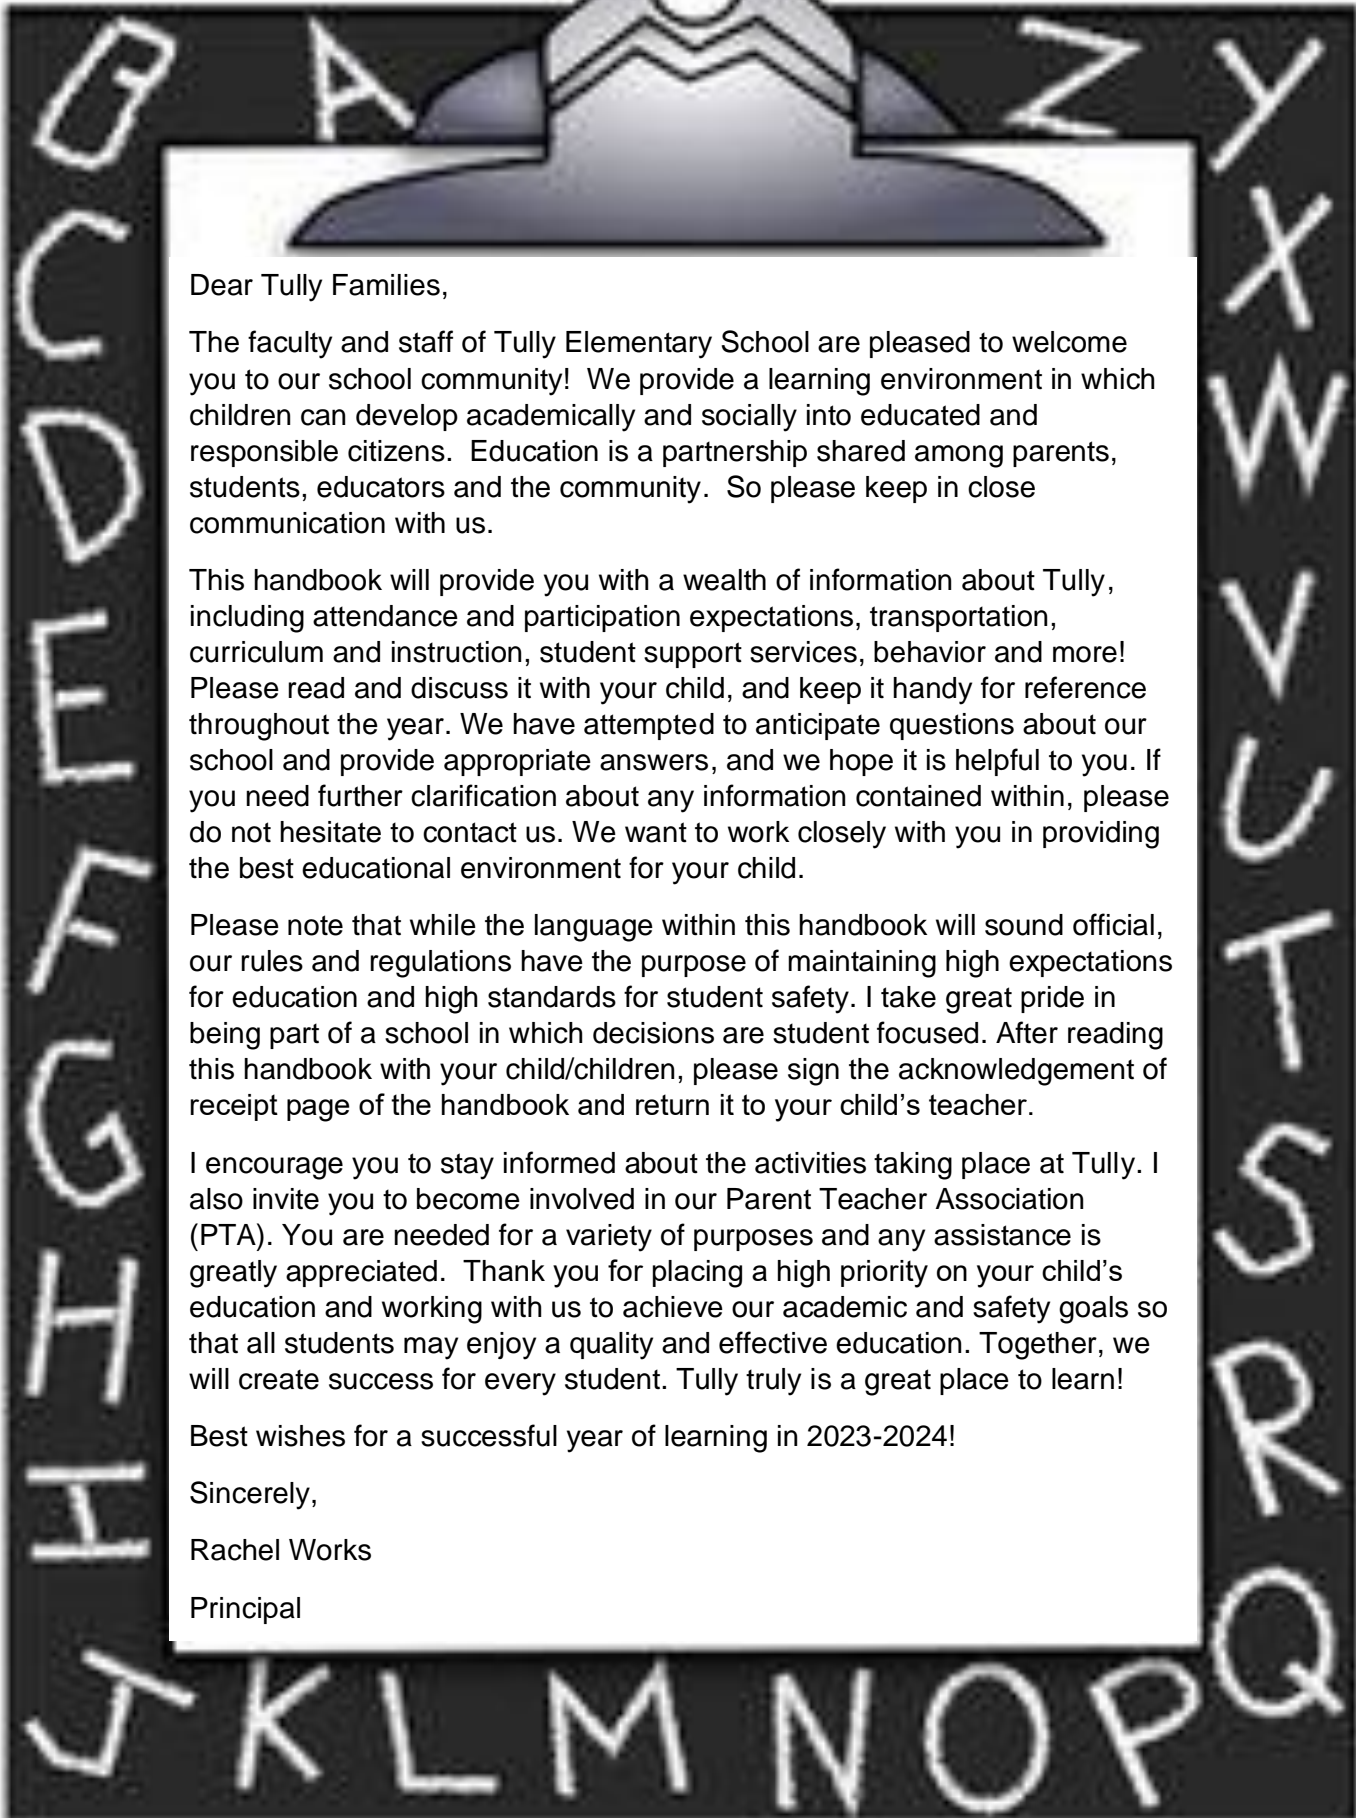 B A Z Y
C X
D W
E V
F U
G T
H S
I R
J K L M N O P Q
Dear Tully Families,
The faculty and staff of Tully Elementary School are pleased to welcome
you to our school community!  We provide a learning environment in which
children can develop academically and socially into educated and
responsible citizens.  Education is a partnership shared among parents,
students, educators and the community.  So please keep in close
communication with us.
This handbook will provide you with a wealth of information about Tully,
including attendance and participation expectations, transportation,
curriculum and instruction, student support services, behavior and more!
Please read and discuss it with your child, and keep it handy for reference
throughout the year. We have attempted to anticipate questions about our
school and provide appropriate answers, and we hope it is helpful to you. If
you need further clarification about any information contained within, please
do not hesitate to contact us. We want to work closely with you in providing
the best educational environment for your child.
Please note that while the language within this handbook will sound official,
our rules and regulations have the purpose of maintaining high expectations
for education and high standards for student safety. I take great pride in
being part of a school in which decisions are student focused. After reading
this handbook with your child/children, please sign the acknowledgement of
receipt page of the handbook and return it to your child’s teacher.
I encourage you to stay informed about the activities taking place at Tully. I
also invite you to become involved in our Parent Teacher Association
(PTA). You are needed for a variety of purposes and any assistance is
greatly appreciated.  Thank you for placing a high priority on your child’s
education and working with us to achieve our academic and safety goals so
that all students may enjoy a quality and effective education. Together, we
will create success for every student. Tully truly is a great place to learn!
Best wishes for a successful year of learning in 2023-2024!
Sincerely,
Rachel Works
Principal